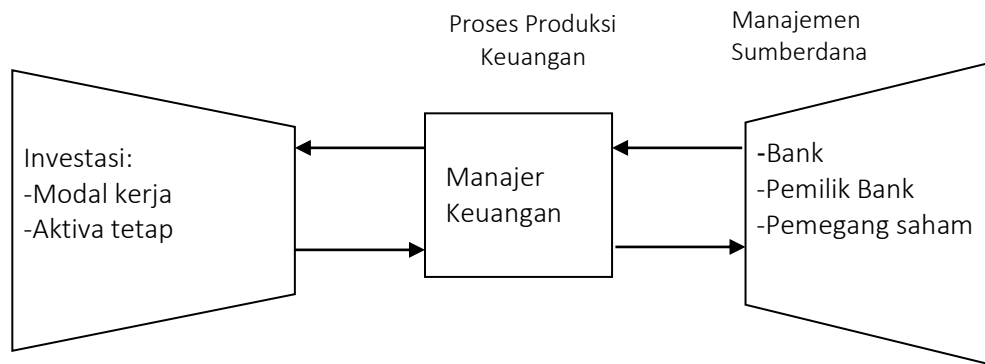 Proses Produksi
Keuangan
Manajemen
Sumberdana
Investasi:
-Modal kerja
-Aktiva tetap
Manajer
Keuangan
-Bank
-Pemilik Bank
-Pemegang saham